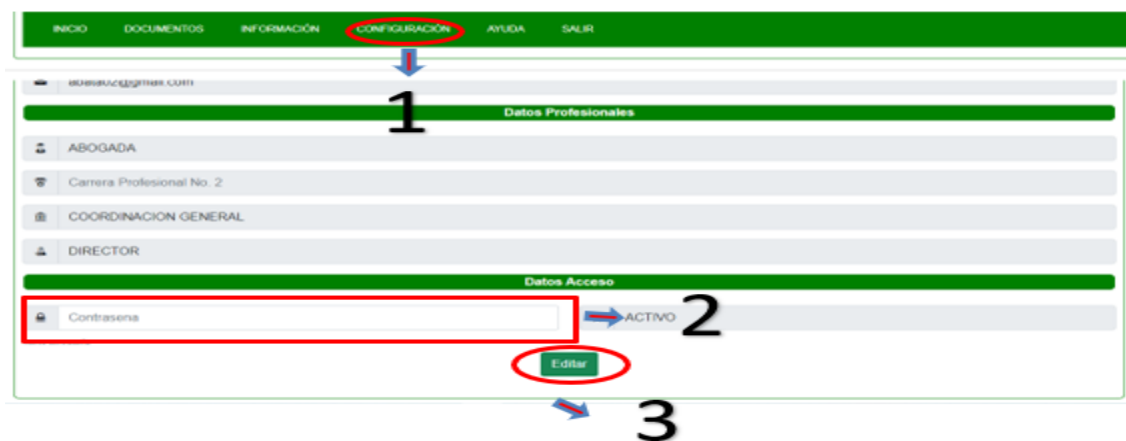 INICIO DOCUMENTOS INFORMACIÓN CONFIGURACIÓN AYUDA SALIR
1
Datos Profesionales
ABOGADA
Carrera Profesional No. 2
COORDINACION GENERAL
DIRECTOR
Datos Acceso
Contrasena ACTIVO 2
Editar
3